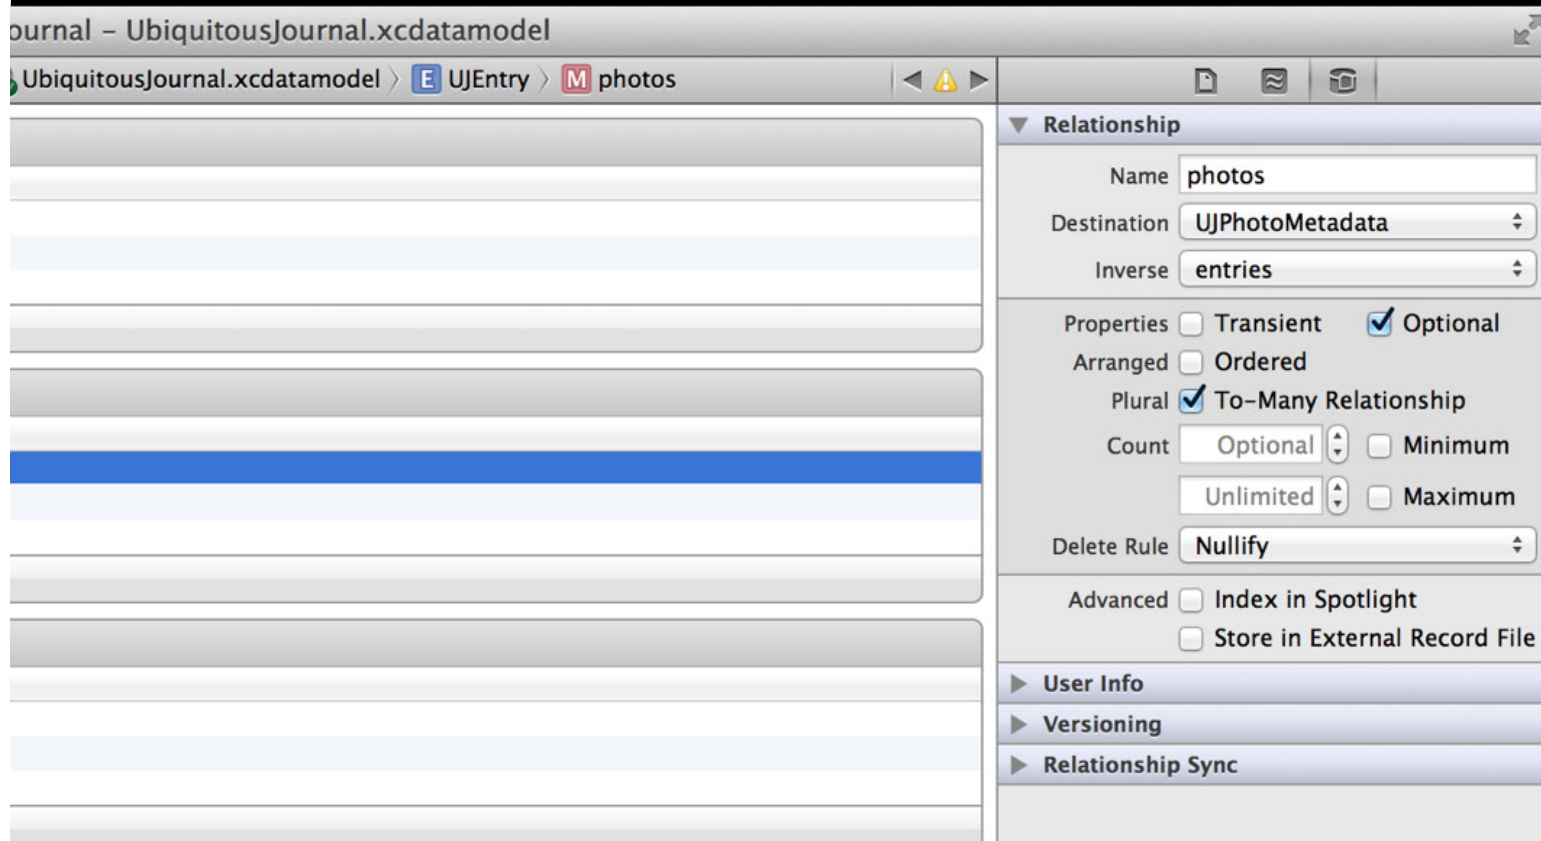 ournal – UbiquitousJournal.xcdatamodel
UbiquitousJournal.xcdatamodel 〉 E UJEntry 〉 M photos
Relationship
Name photos
Destination UJPhotoMetadata
Inverse entries
Properties Transient Optional
Arranged Ordered
Plural To-Many Relationship
Count Optional Minimum
Unlimited Maximum
Delete Rule Nullify
Advanced Index in Spotlight
Store in External Record File
User Info
Versioning
Relationship Sync